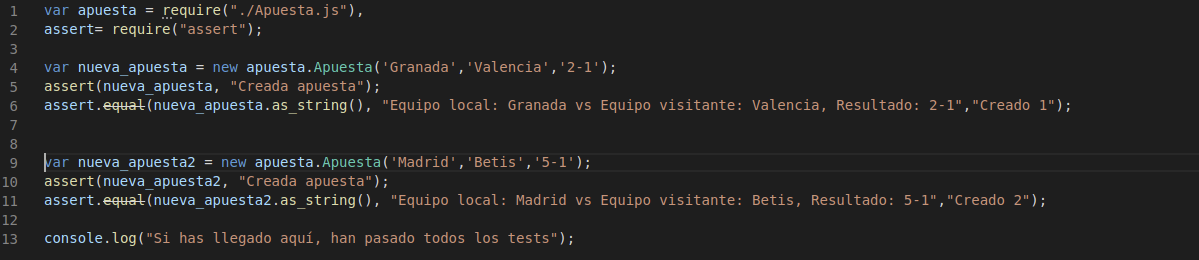 1 var apuesta = require("./Apuesta.js"),
2 assert= require("assert");
3
4 var nueva_apuesta = new apuesta.Apuesta('Granada','Valencia','2-1');
5 assert(nueva_apuesta, "Creada apuesta");
6 assert.equal(nueva_apuesta.as_string(), "Equipo local: Granada vs Equipo visitante: Valencia, Resultado: 2-1","Creado 1");
7
8
9 var nueva_apuesta2 = new apuesta.Apuesta('Madrid','Betis','5-1');
10 assert(nueva_apuesta2, "Creada apuesta");
11 assert.equal(nueva_apuesta2.as_string(), "Equipo local: Madrid vs Equipo visitante: Betis, Resultado: 5-1","Creado 2");
12
13 console.log("Si has llegado aquí, han pasado todos los tests");